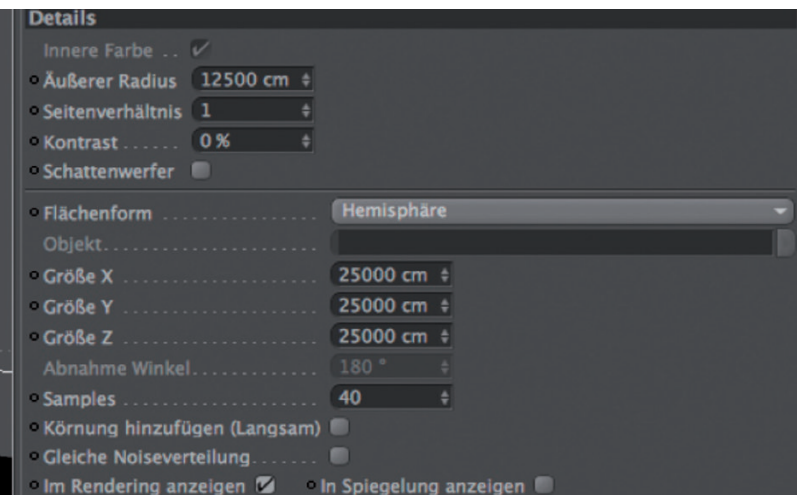 Details
Innere Farbe ..
Äußerer Radius 12500 cm
Seitenverhältnis 1
Kontrast ...... 0 %
Schattenwerfer
Flächenform ................ Hemisphäre
Objekt......................
Größe X .................... 25000 cm
Größe Y .................... 25000 cm
Größe Z .................... 25000 cm
Abnahme Winkel............. 180 °
Samples .................... 40
Körnung hinzufügen (Langsam)
Gleiche Noiseverteilung.......
Im Rendering anzeigen In Spiegelung anzeigen